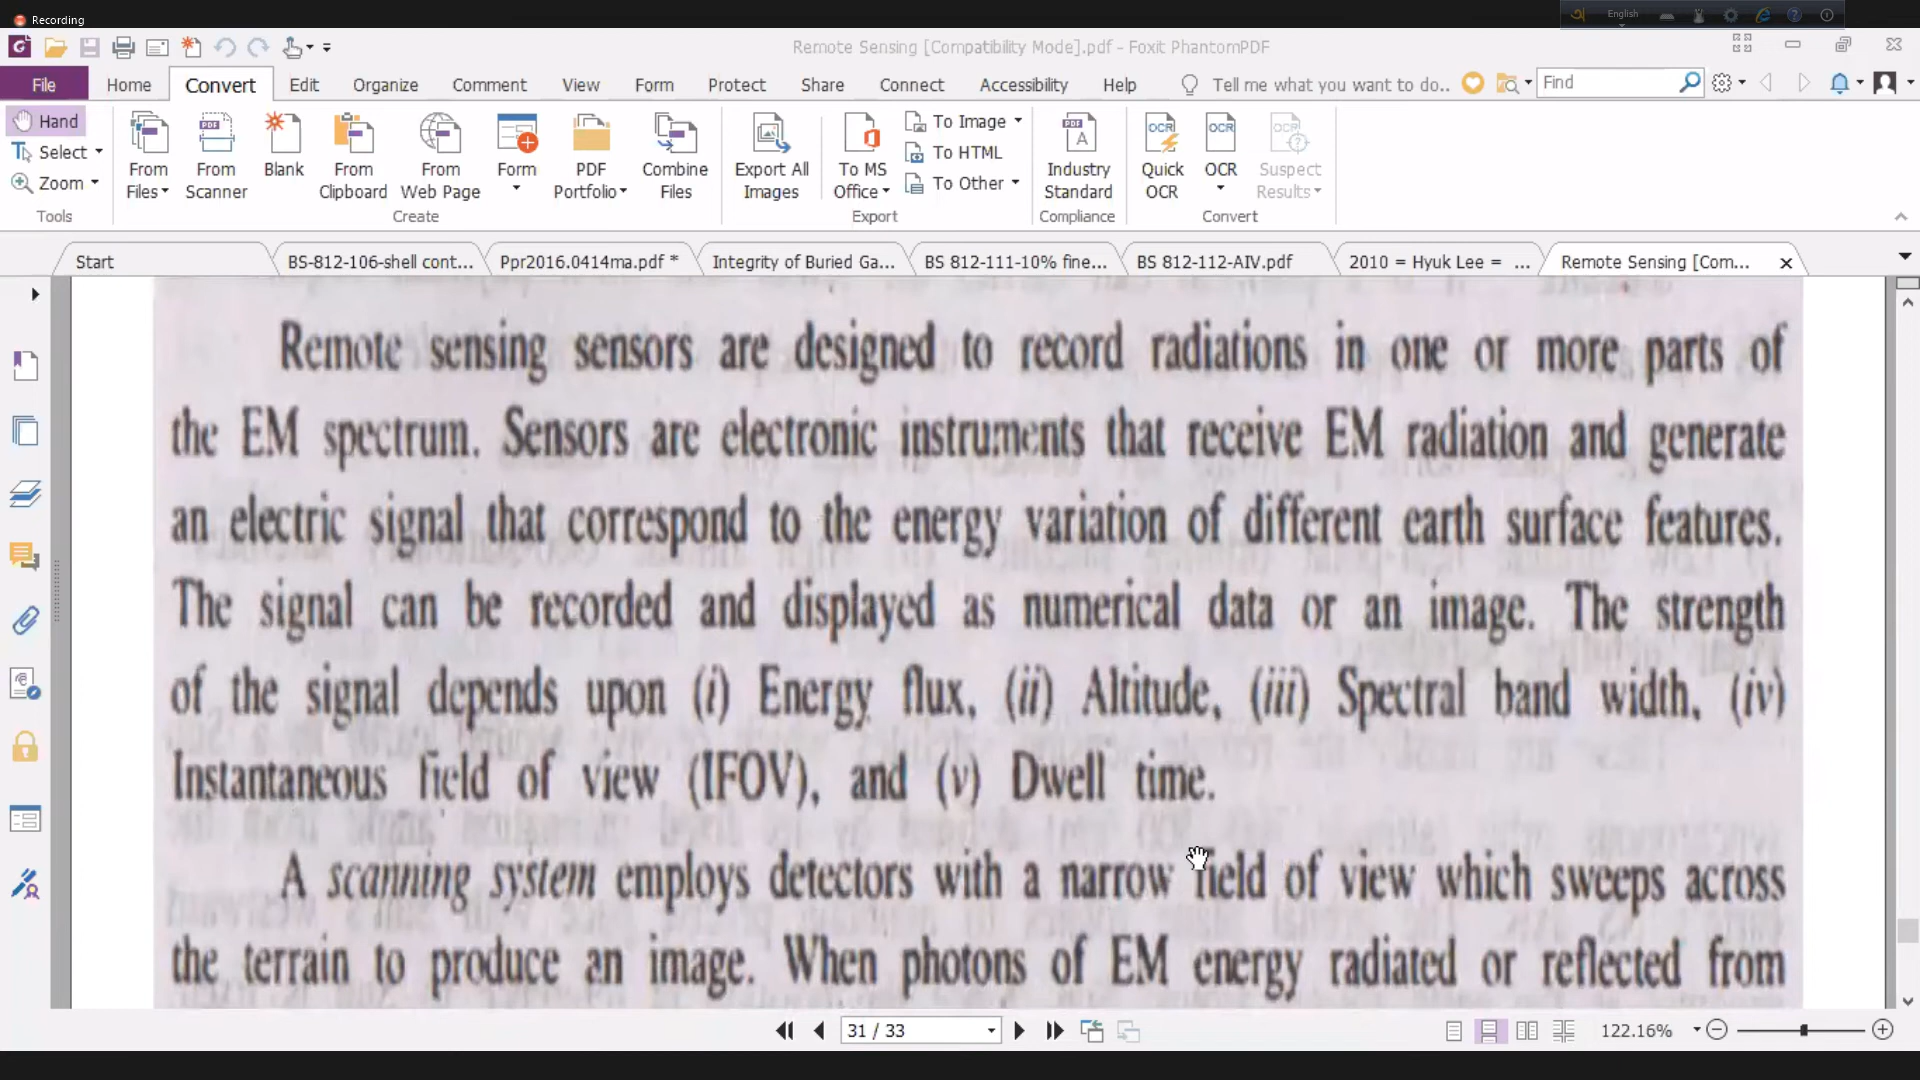 Recording
English
Remote Sensing [Compatibility Mode].pdf - Foxit PhantomPDF
File Home Convert Edit Organize Comment View Form Protect Share Connect Accessibility Help Tell me what you want to do.. Find
Hand
Select
Zoom
Tools
From Files
From Scanner
Blank
From Clipboard
From Web Page
Form
PDF Portfolio
Combine Files
Create
Export All Images
To MS Office
To Image
To HTML
To Other
Export
Industry Standard
Compliance
Quick OCR
OCR
Suspect Results
Convert
Start BS-812-106-shell cont... Ppr2016.0414ma.pdf * Integrity of Buried Ga... BS 812-111-10% fine... BS 812-112-AIV.pdf 2010 = Hyuk Lee = ... Remote Sensing [Com...
Remote sensing sensors are designed to record radiations in one or more parts of
the EM spectrum. Sensors are electronic instruments that receive EM radiation and generate
an electric signal that correspond to the energy variation of different earth surface features.
The signal can be recorded and displayed as numerical data or an image. The strength
of the signal depends upon (i) Energy flux, (ii) Altitude, (iii) Spectral band width, (iv)
Instantaneous field of view (IFOV), and (v) Dwell time.
A scanning system employs detectors with a narrow field of view which sweeps across
the terrain to produce an image. When photons of EM energy radiated or reflected from
31 / 33
122.16%